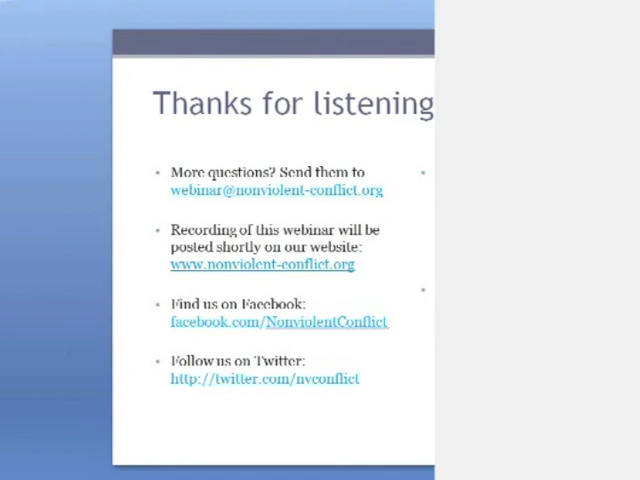 Thanks for listening
More questions? Send them to
webinar@nonviolent-conflict.org
Recording of this webinar will be
posted shortly on our website:
www.nonviolent-conflict.org
Find us on Facebook:
facebook.com/NonviolentConflict
Follow us on Twitter:
http://twitter.com/nvconflict